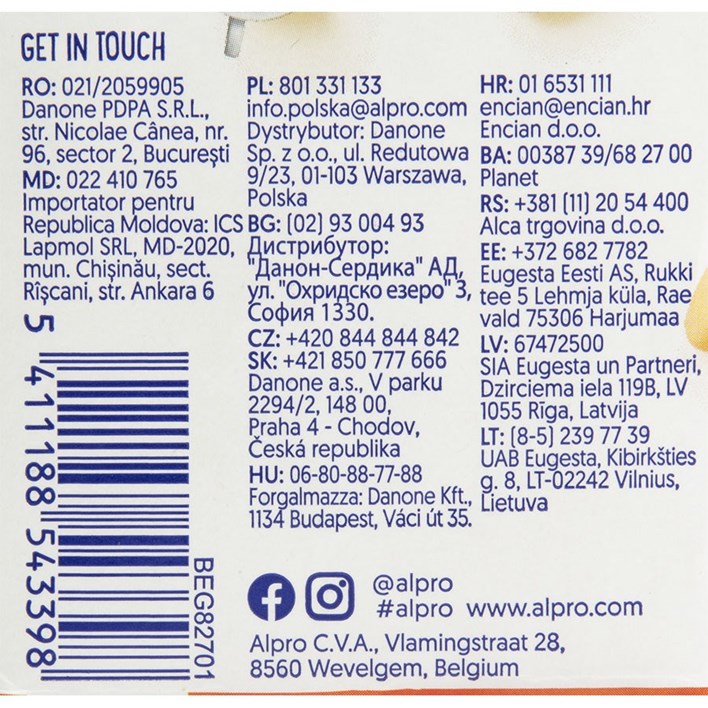 GET IN TOUCH
RO: 021/2059905
Danone PDPA S.R.L.,
str. Nicolae Cânea, nr.
96, sector 2, București
MD: 022 410 765
Importator pentru
Republica Moldova: ICS
Lapmol SRL, MD-2020,
mun. Chișinău, sect.
Rîșcani, str. Ankara 6
5 411188 543398
BEG82701
PL: 801 331 133
info.polska@alpro.com
Dystrybutor: Danone
Sp. z o.o., ul. Redutowa
9/23, 01-103 Warszawa,
Polska
BG: (02) 93 004 93
Дистрибутор:
"Данон-Сердика" АД,
ул. "Охридско езеро" 3,
София 1330.
CZ: +420 844 844 842
SK: +421 850 777 666
Danone a.s., V parku
2294/2, 148 00,
Praha 4 - Chodov,
Česká republika
HU: 06-80-88-77-88
Forgalmazza: Danone Kft.,
1134 Budapest, Váci út 35.
HR: 01 6531 111
encian@encian.hr
Encian d.o.o.
BA: 00387 39/68 27 00
Planet
RS: +381 (11) 20 54 400
Alca trgovina d.o.o.
EE: +372 682 7782
Eugesta Eesti AS, Rukki
tee 5 Lehmja küla, Rae
vald 75306 Harjumaa
LV: 67472500
SIA Eugesta un Partneri,
Dzirciema iela 119B, LV
1055 Rīga, Latvija
LT: (8-5) 239 77 39
UAB Eugesta, Kibirkšties
g. 8, LT-02242 Vilnius,
Lietuva
@alpro
#alpro www.alpro.com
Alpro C.V.A., Vlamingstraat 28,
8560 Wevelgem, Belgium